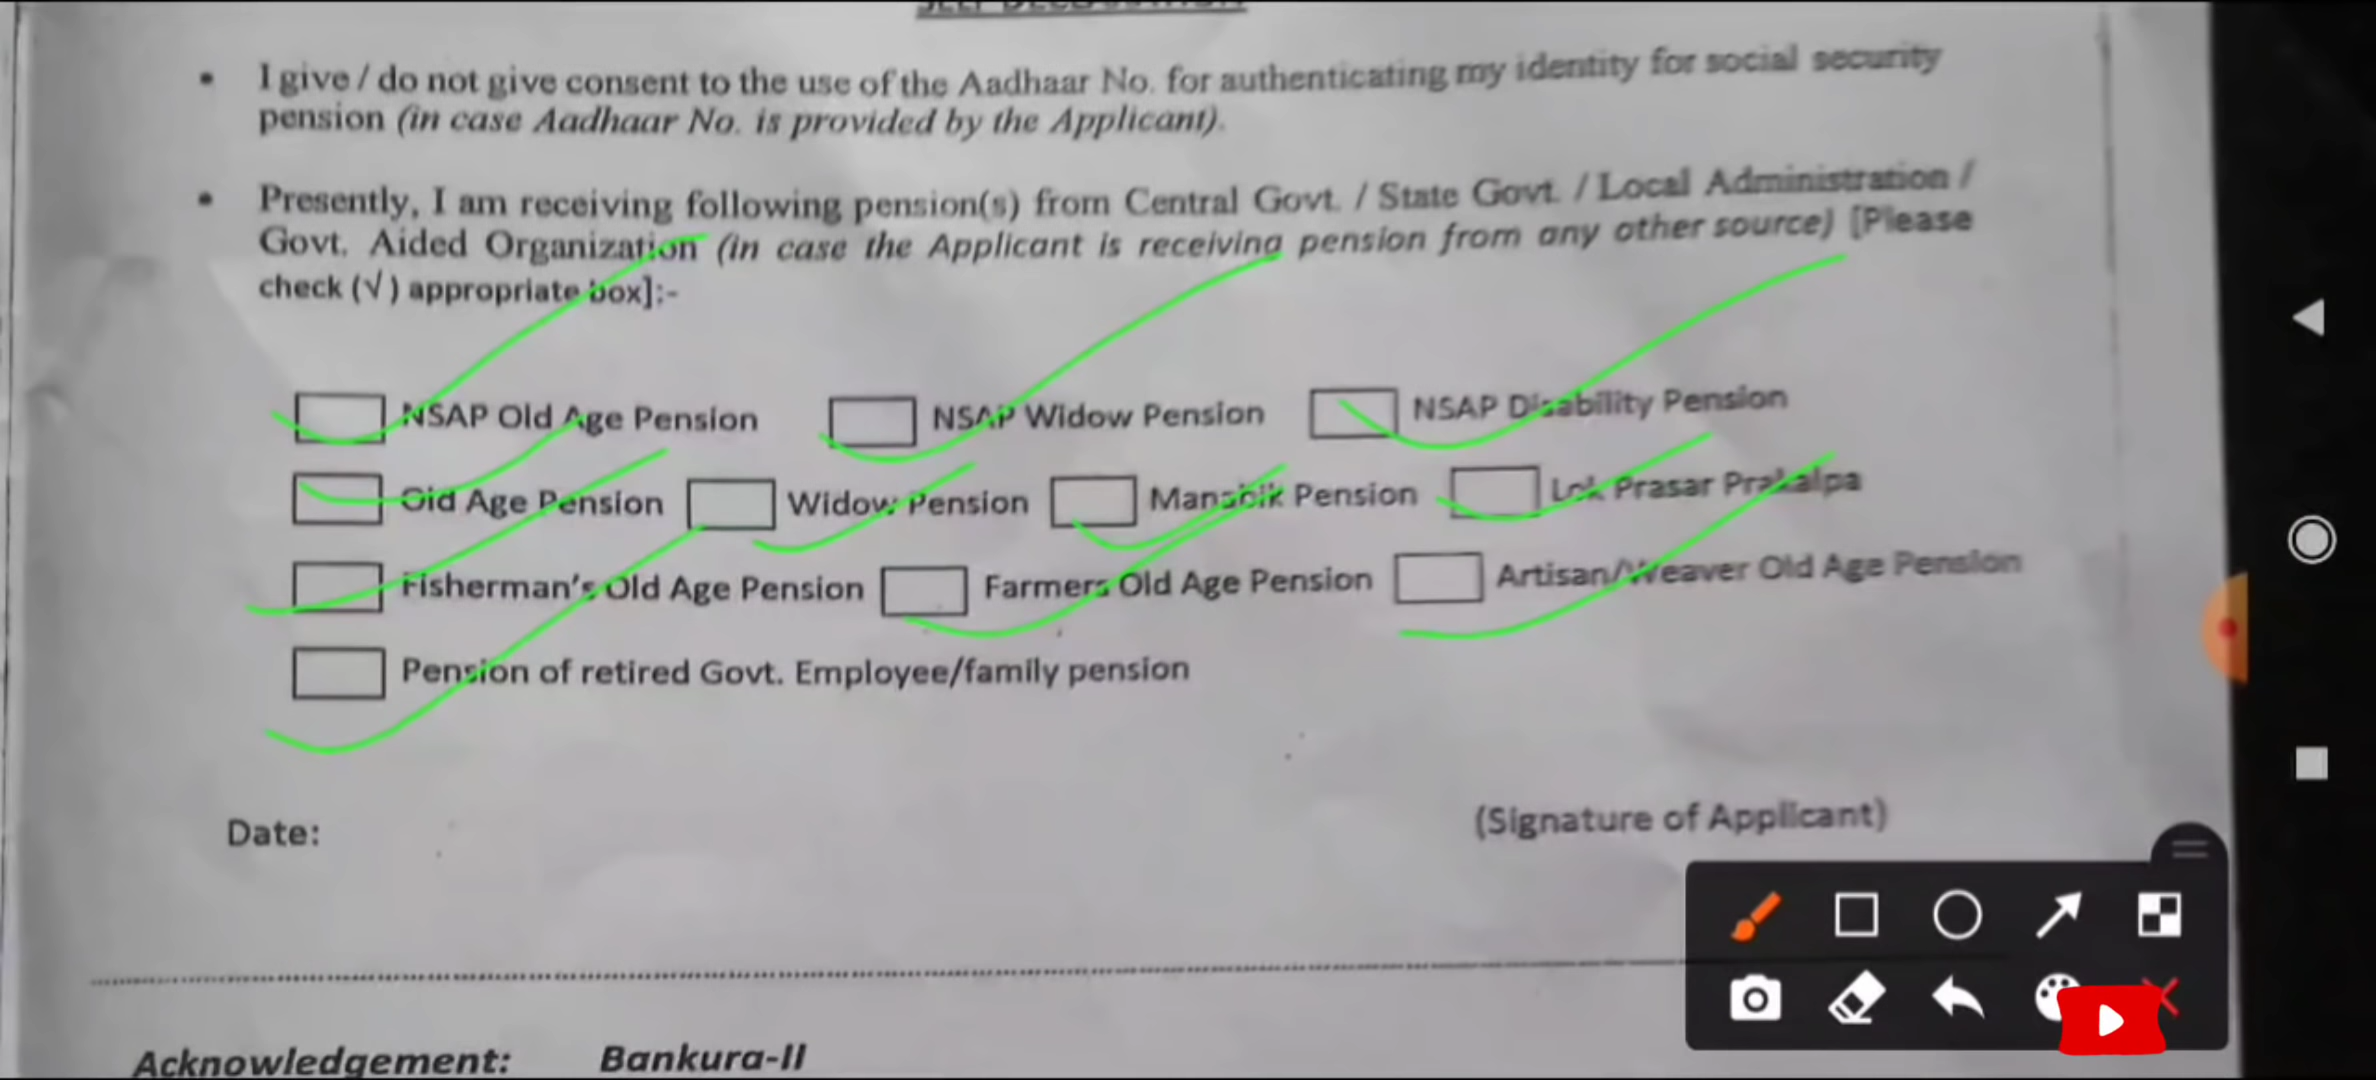 • I give / do not give consent to the use of the Aadhaar No. for authenticating my identity for social security
pension (in case Aadhaar No. is provided by the Applicant).
• Presently, I am receiving following pension(s) from Central Govt. / State Govt. / Local Administration /
Govt. Aided Organization (in case the Applicant is receiving pension from any other source) [Please
check (√ ) appropriate box]:-
NSAP Old Age Pension NSAP Widow Pension NSAP Disability Pension
Old Age Pension Widow Pension Manabik Pension Lok Prasar Prakalpa
Fisherman's Old Age Pension Farmers Old Age Pension Artisan/Weaver Old Age Pension
Pension of retired Govt. Employee/family pension
Date: (Signature of Applicant)
Acknowledgement: Bankura-II